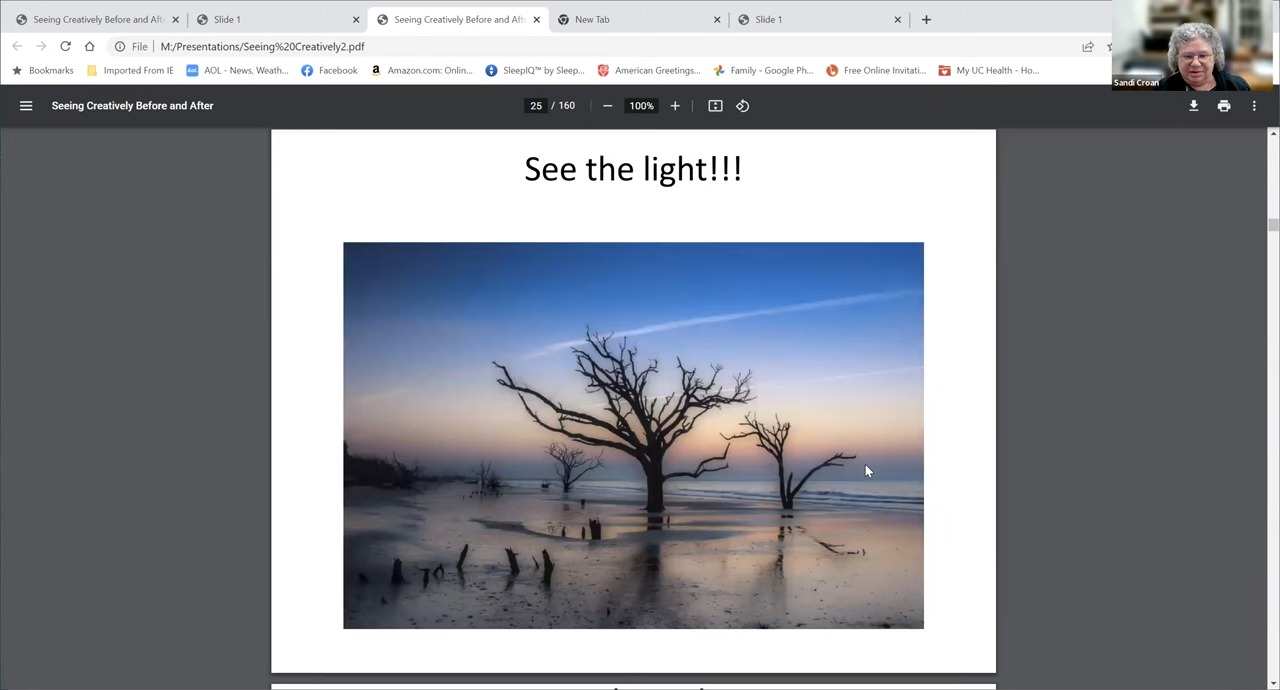 Seeing Creatively Before and Aft
Slide 1
Seeing Creatively Before and Aft
New Tab
Slide 1
File M:/Presentations/Seeing%20Creatively2.pdf
Bookmarks Imported From IE AOL - News, Weath... Facebook Amazon.com: Onlin... SleepIQ™ by Sleep... American Greetings... Family - Google Ph... Free Online Invitati... My UC Health - Ho...
Sandi Croan
Seeing Creatively Before and After
25 / 160 100%
See the light!!!